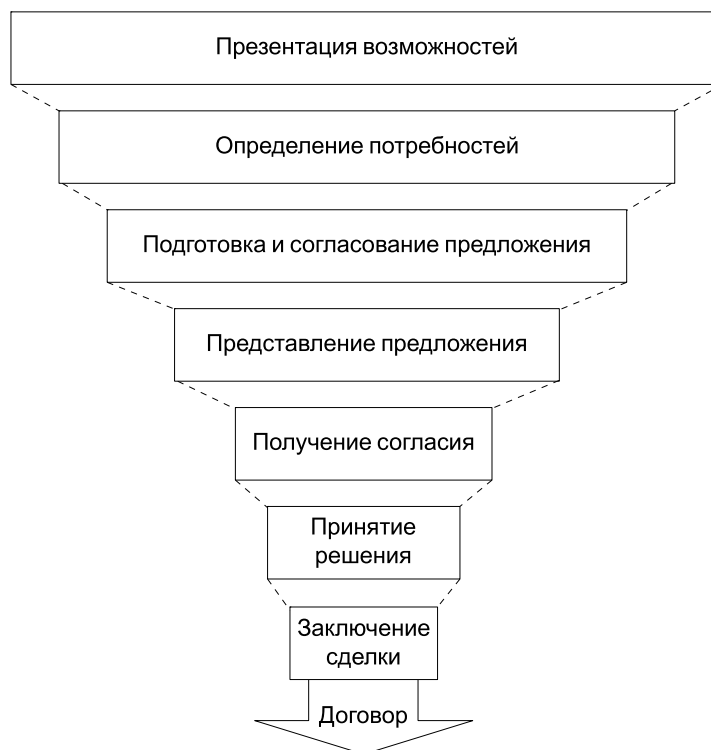 Презентация возможностей
Определение потребностей
Подготовка и согласование предложения
Представление предложения
Получение согласия
Принятие
решения
Заключение
сделки
Договор